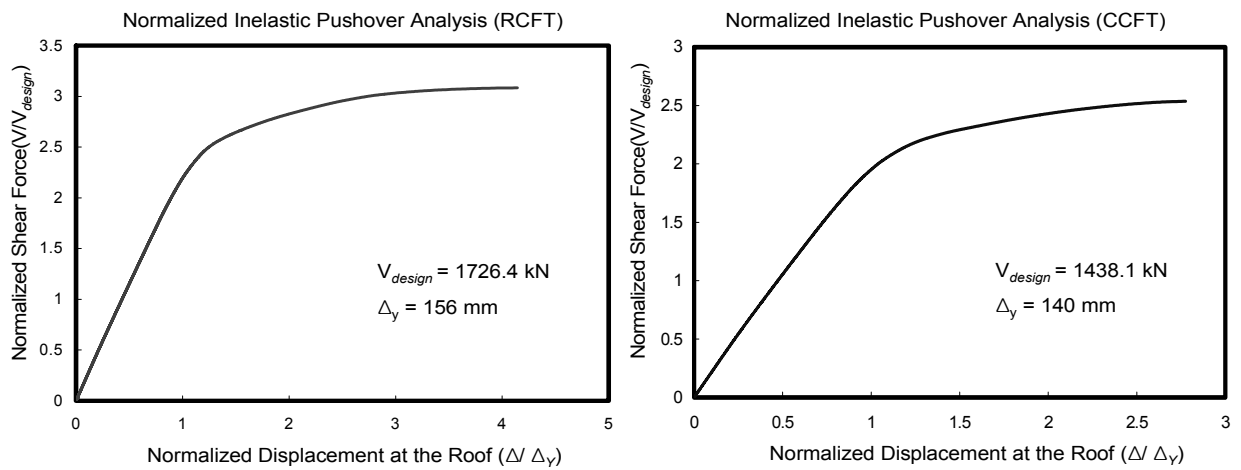 Normalized Inelastic Pushover Analysis (RCFT)
Normalized Shear Force(V/V_design)
3.5
3
2.5
2
1.5
1
0.5
0
V_design = 1726.4 kN
Δ_y = 156 mm
0 1 2 3 4 5
Normalized Displacement at the Roof (Δ/ Δ_Y)
Normalized Inelastic Pushover Analysis (CCFT)
Normalized Shear Force(V/V_design)
3
2.5
2
1.5
1
0.5
0
V_design = 1438.1 kN
Δ_y = 140 mm
0 0.5 1 1.5 2 2.5 3
Normalized Displacement at the Roof (Δ/ Δ_Y)